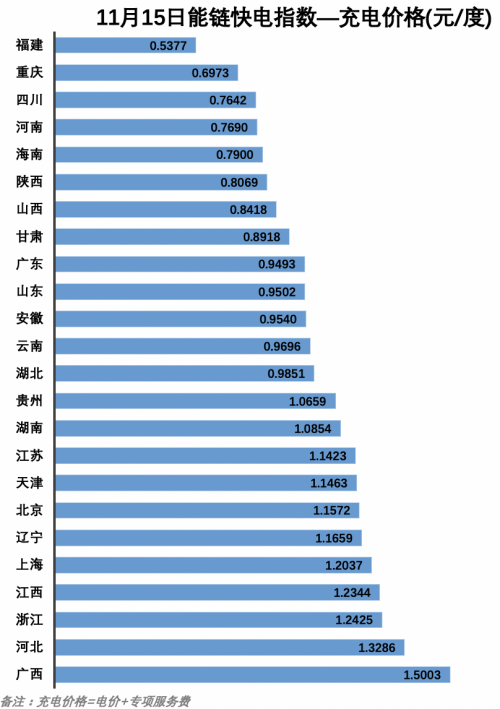 11月15日能链快电指数—充电价格(元/度)
福建 0.5377
重庆 0.6973
四川 0.7642
河南 0.7690
海南 0.7900
陕西 0.8069
山西 0.8418
甘肃 0.8918
广东 0.9493
山东 0.9502
安徽 0.9540
云南 0.9696
湖北 0.9851
贵州 1.0659
湖南 1.0854
江苏 1.1423
天津 1.1463
北京 1.1572
辽宁 1.1659
上海 1.2037
江西 1.2344
浙江 1.2425
河北 1.3286
广西 1.5003
备注：充电价格=电价+专项服务费